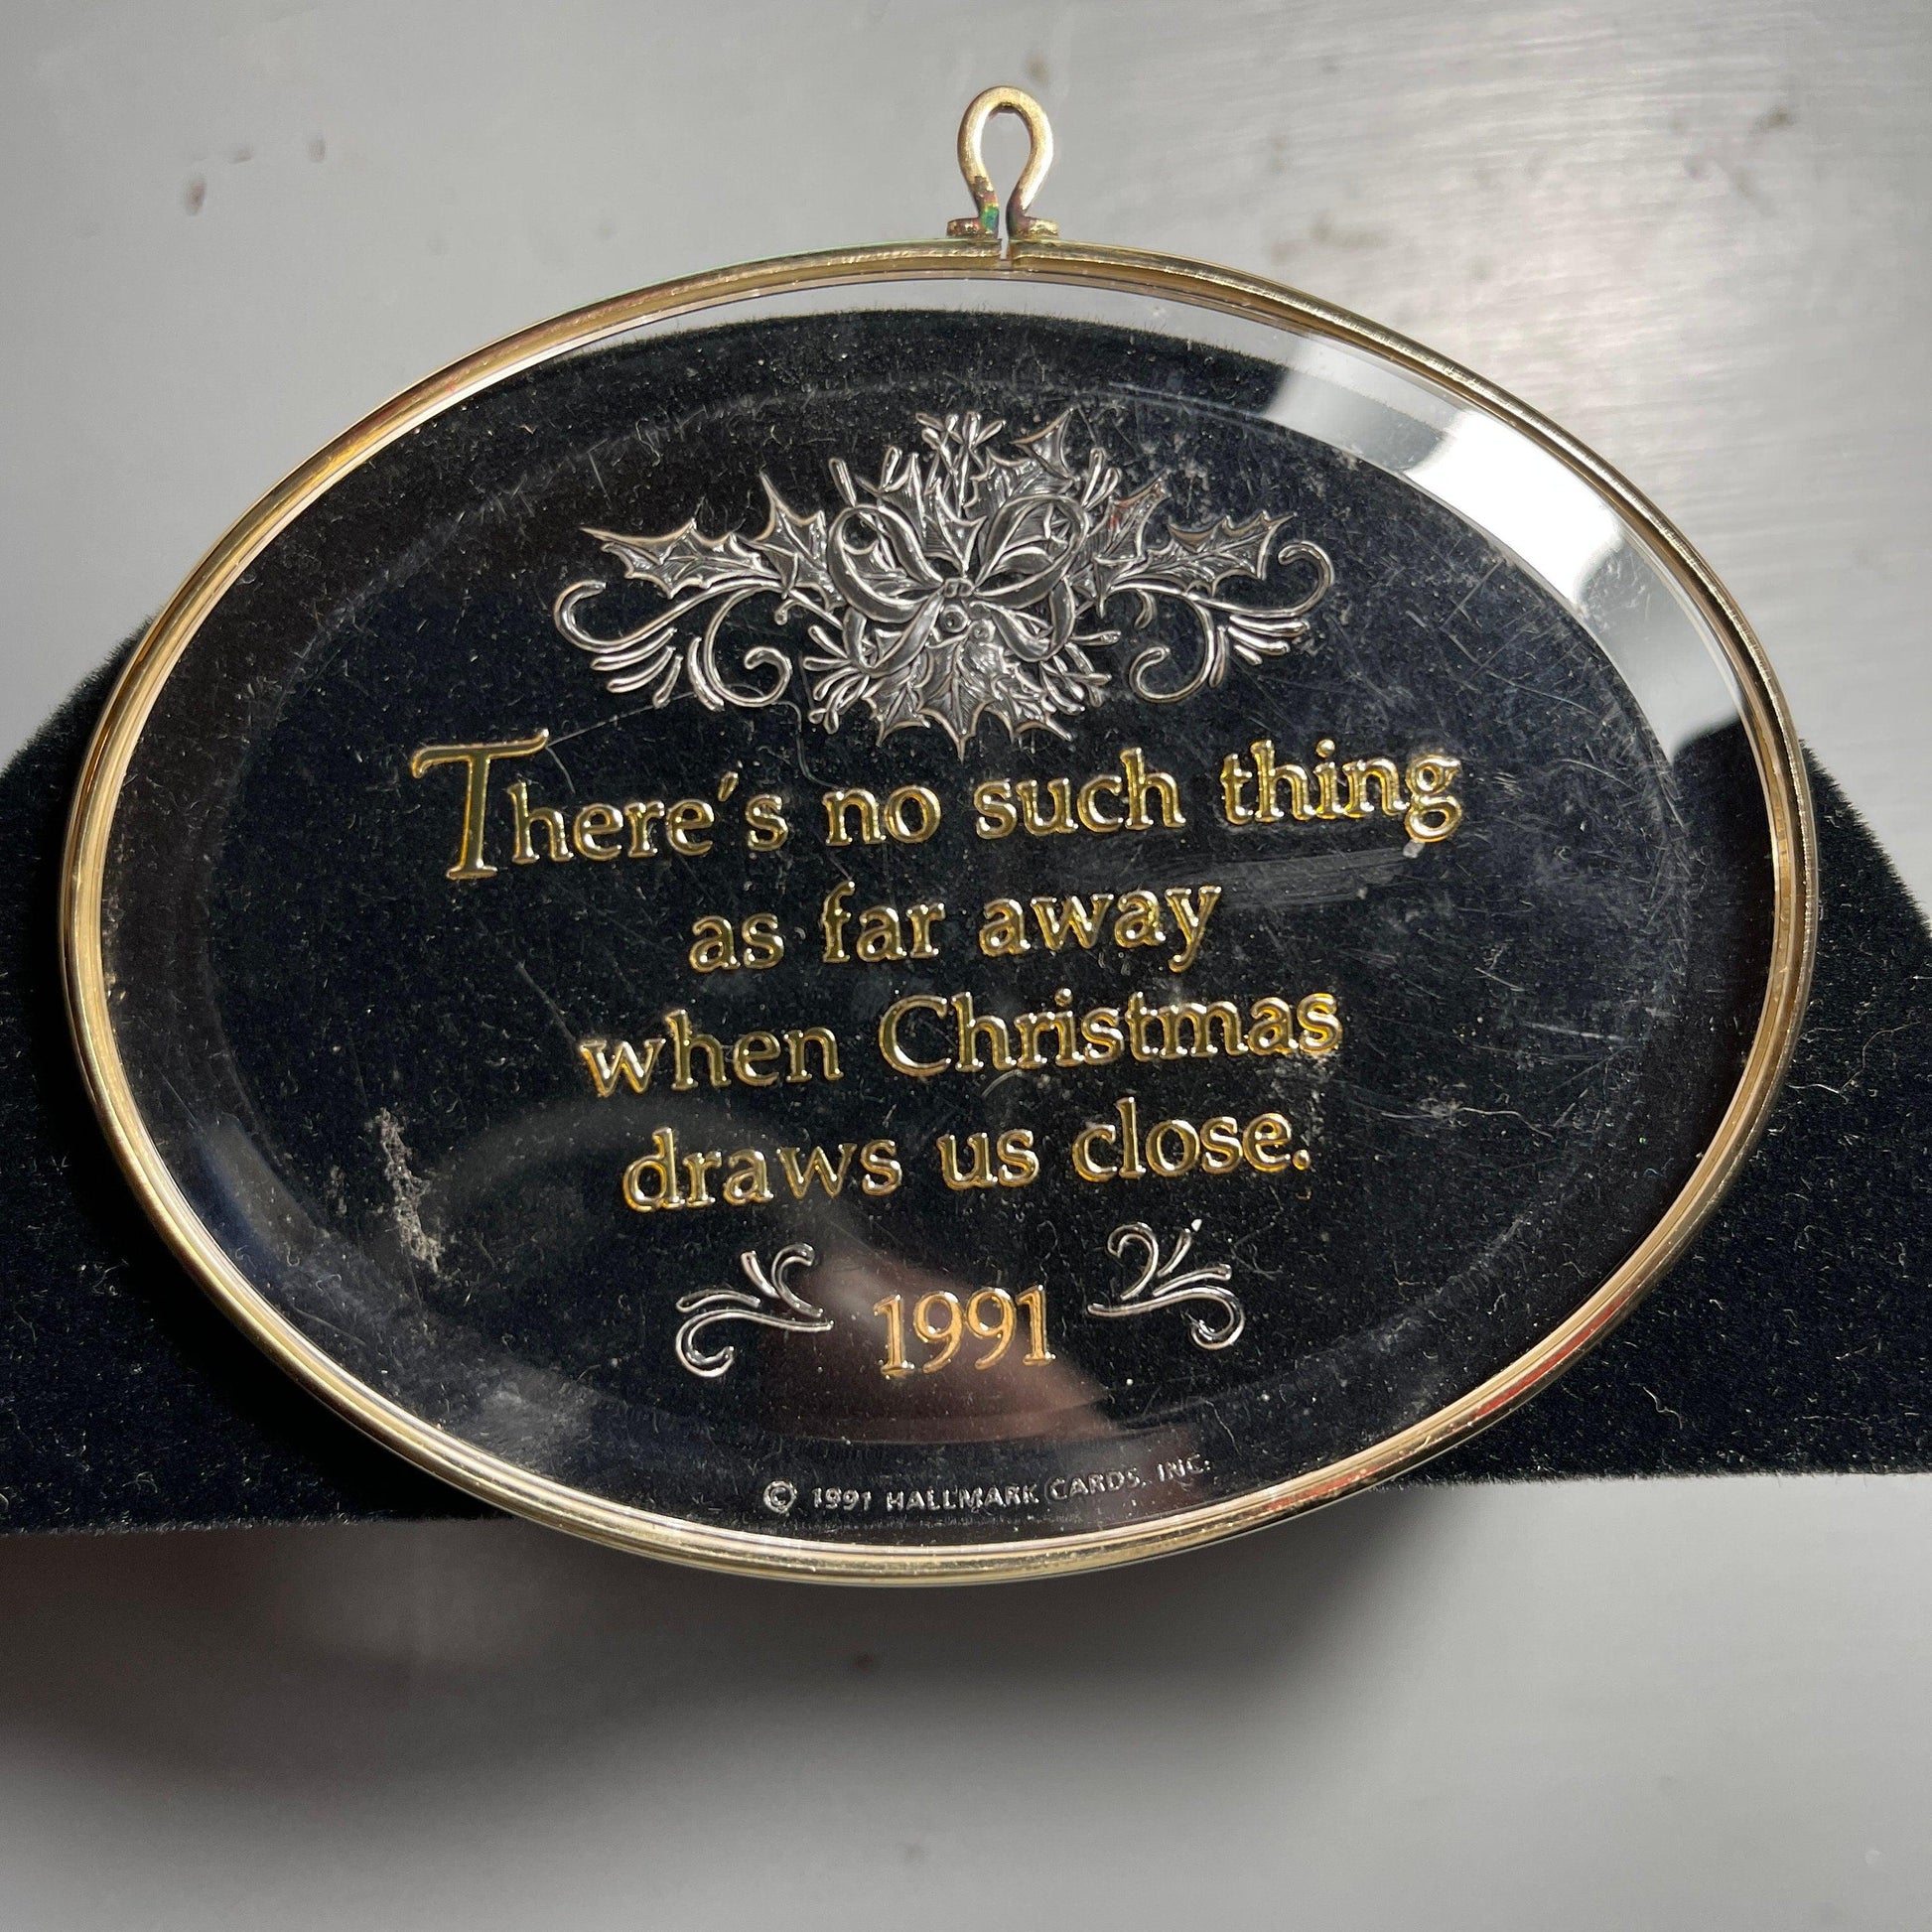 There's no such thing
as far away
when Christmas
draws us close.
1991
© 1991 HALLMARK CARDS, INC.